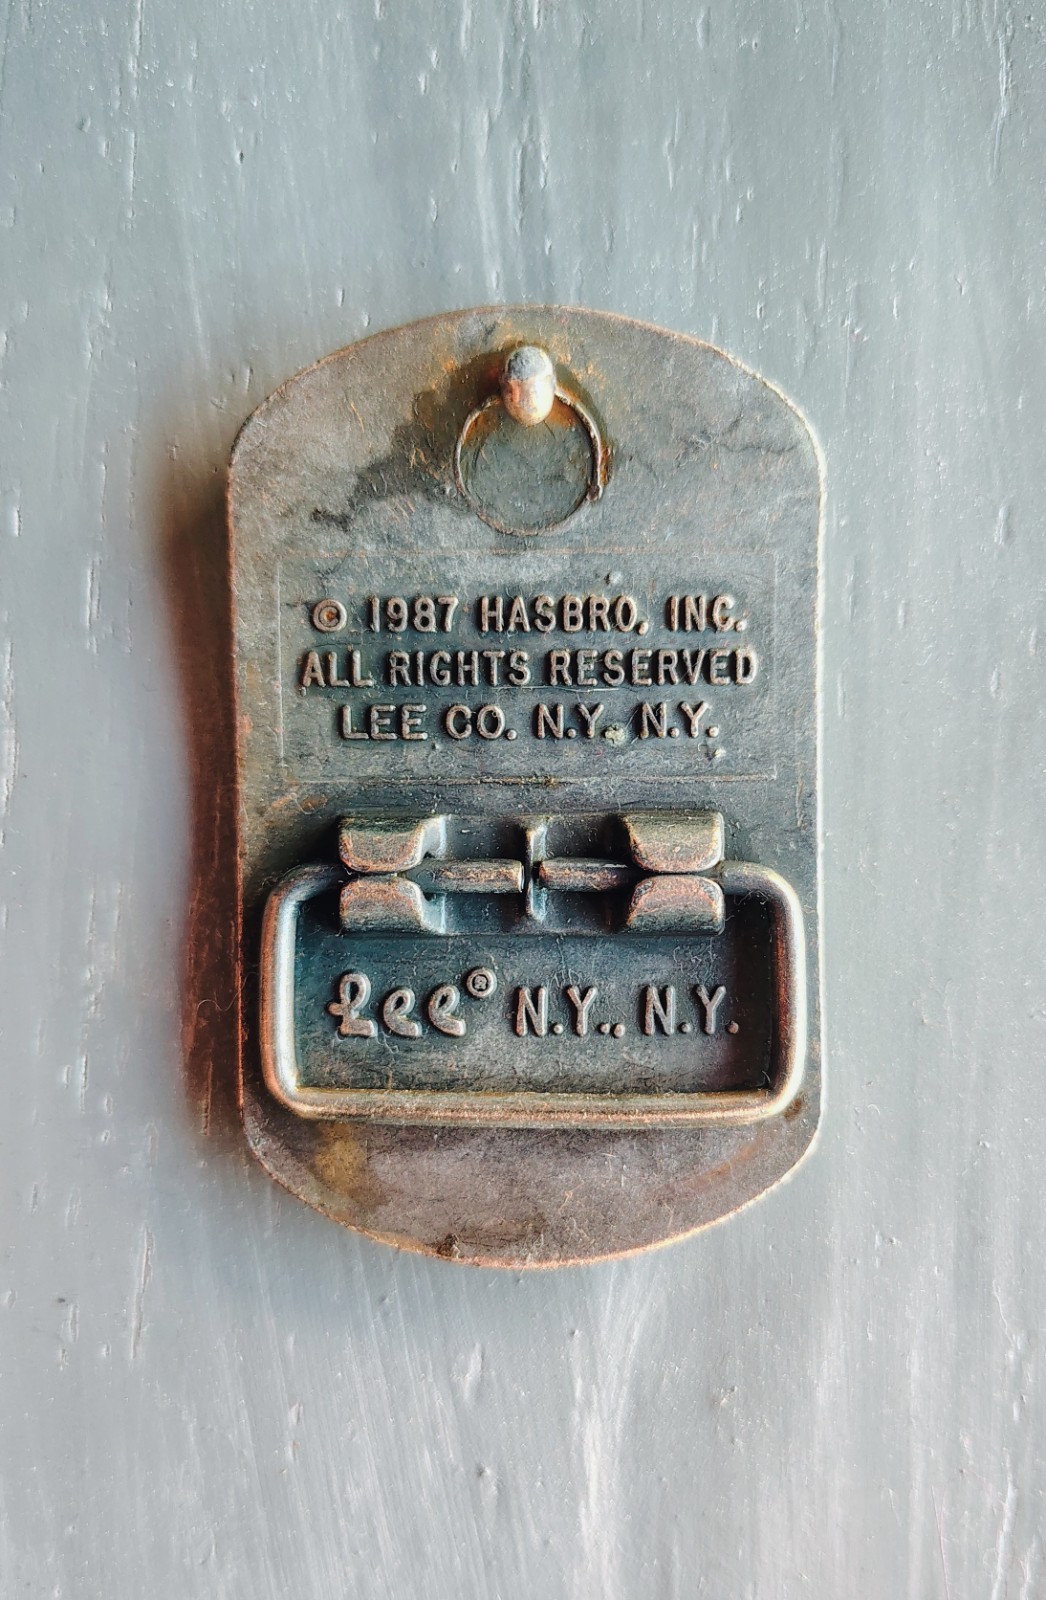 © 1987 HASBRO, INC.
ALL RIGHTS RESERVED
LEE CO. N.Y. N.Y.
Lee® N.Y., N.Y.